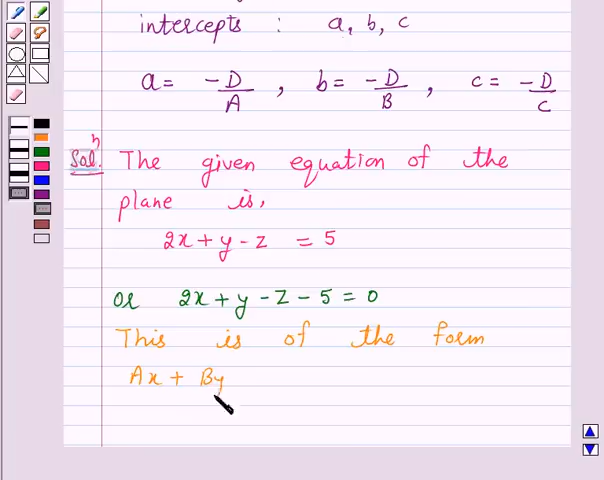 intercepts : a, b, c
a = -D/A , b = -D/B , c = -D/C
Solⁿ. The given equation of the
plane is,
2x + y - z = 5
or 2x + y - z - 5 = 0
This is of the form
Ax + By